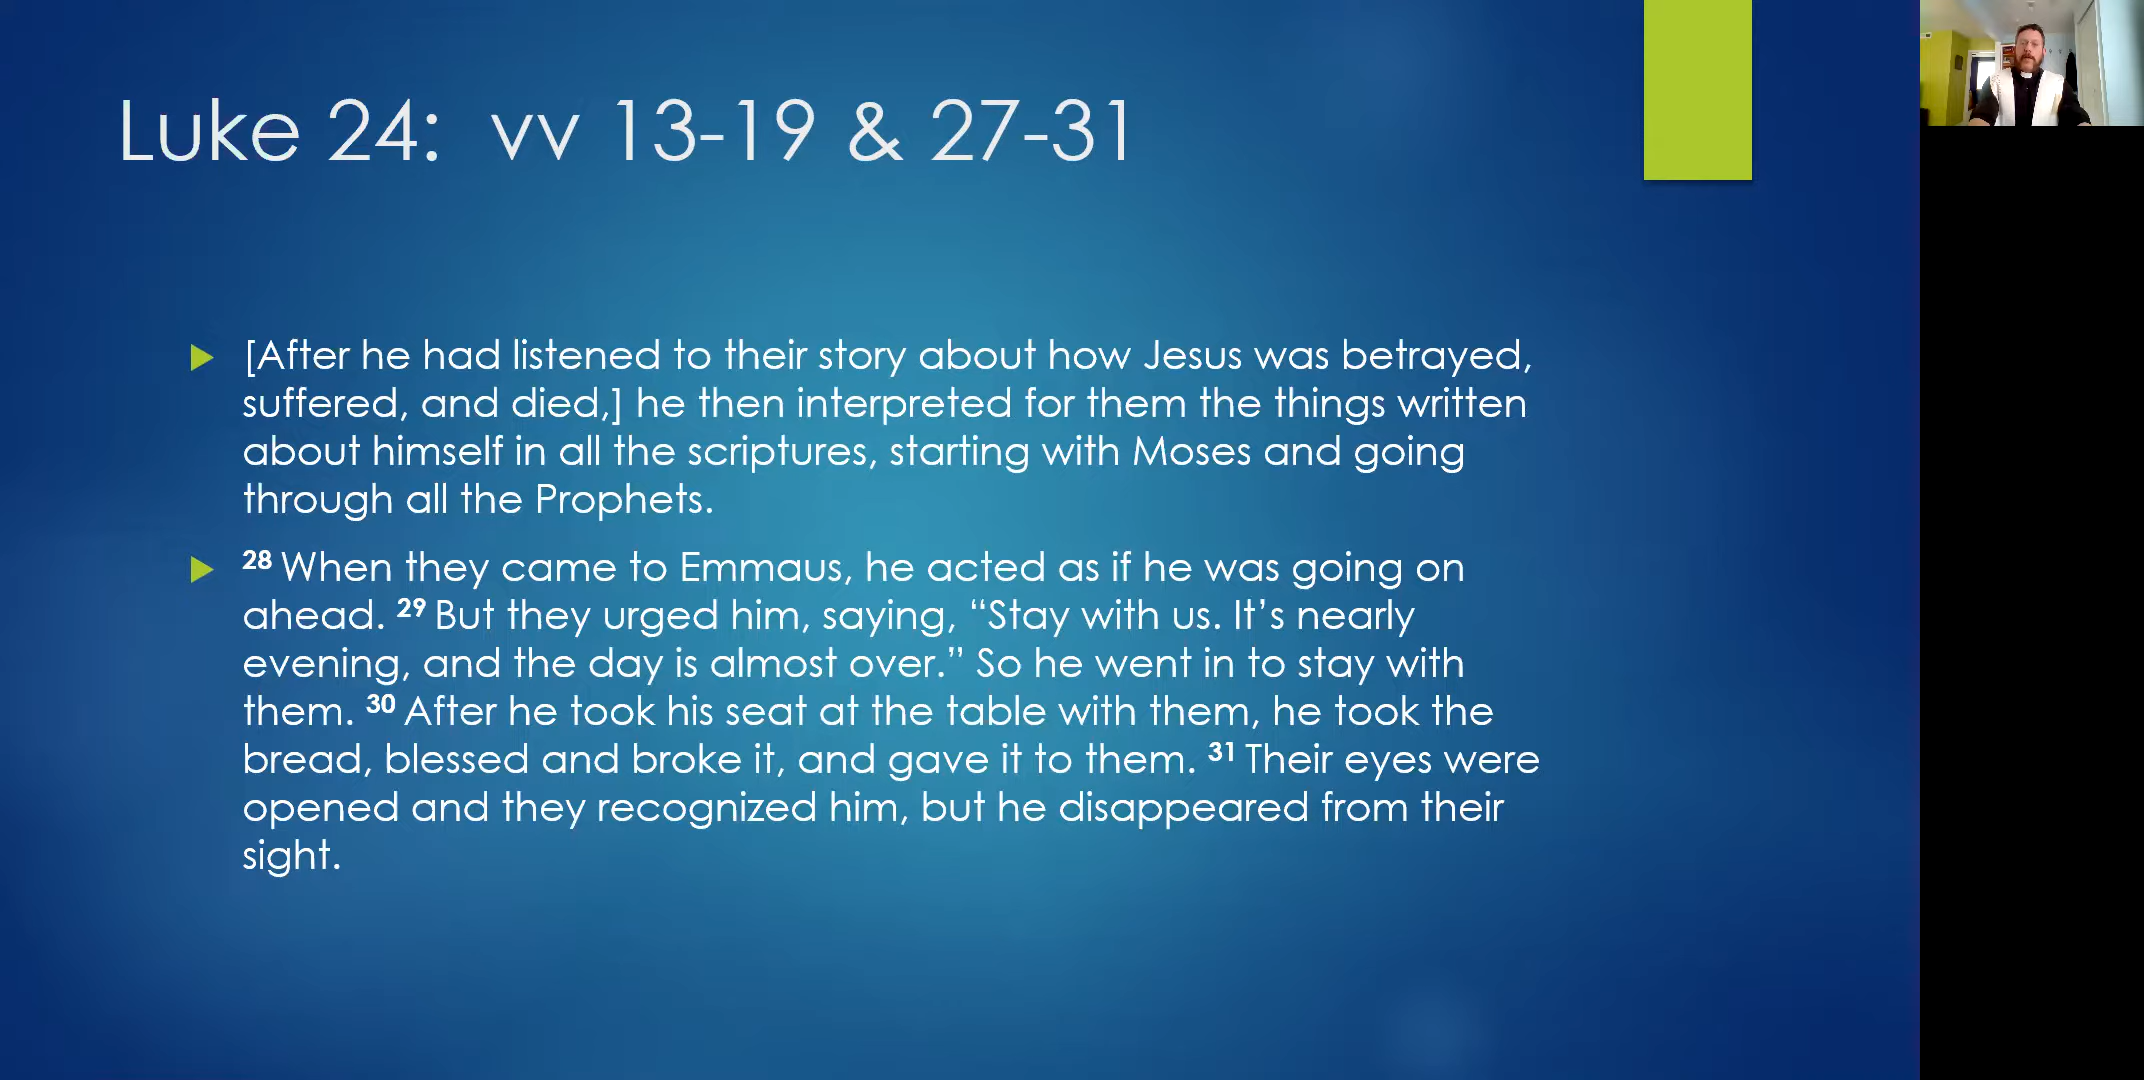 Luke 24:  vv 13-19 & 27-31
[After he had listened to their story about how Jesus was betrayed,
suffered, and died,] he then interpreted for them the things written
about himself in all the scriptures, starting with Moses and going
through all the Prophets.
28 When they came to Emmaus, he acted as if he was going on
ahead. 29 But they urged him, saying, “Stay with us. It’s nearly
evening, and the day is almost over.” So he went in to stay with
them. 30 After he took his seat at the table with them, he took the
bread, blessed and broke it, and gave it to them. 31 Their eyes were
opened and they recognized him, but he disappeared from their
sight.